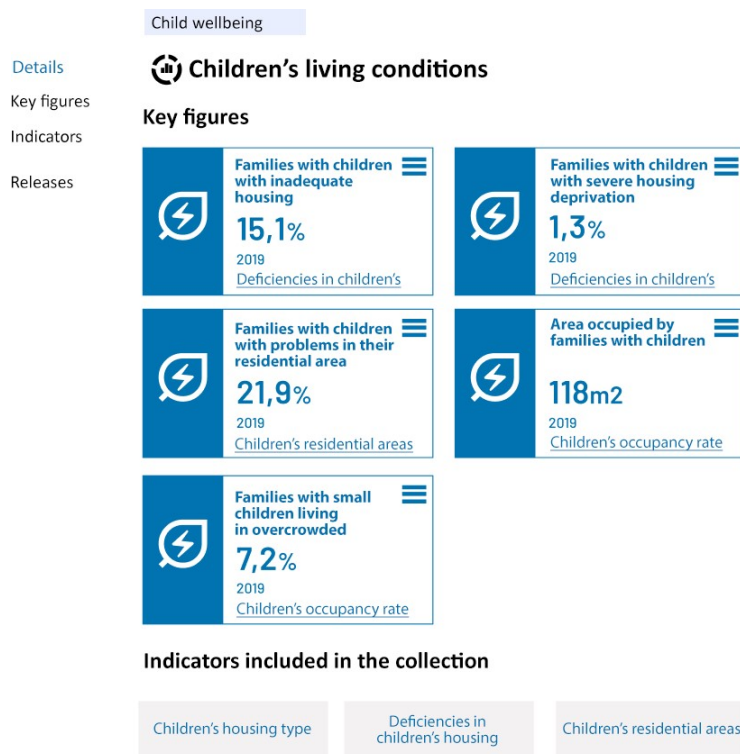 Child wellbeing
Details
Key figures
Indicators
Releases
Children's living conditions
Key figures
Families with children
with inadequate
housing
15,1%
2019
Deficiencies in children's
Families with children
with severe housing
deprivation
1,3%
2019
Deficiencies in children's
Families with children
with problems in their
residential area
21,9%
2019
Children's residential areas
Area occupied by
families with children
118m2
2019
Children's occupancy rate
Families with small
children living
in overcrowded
7,2%
2019
Children's occupancy rate
Indicators included in the collection
Children's housing type
Deficiencies in
children's housing
Children's residential areas